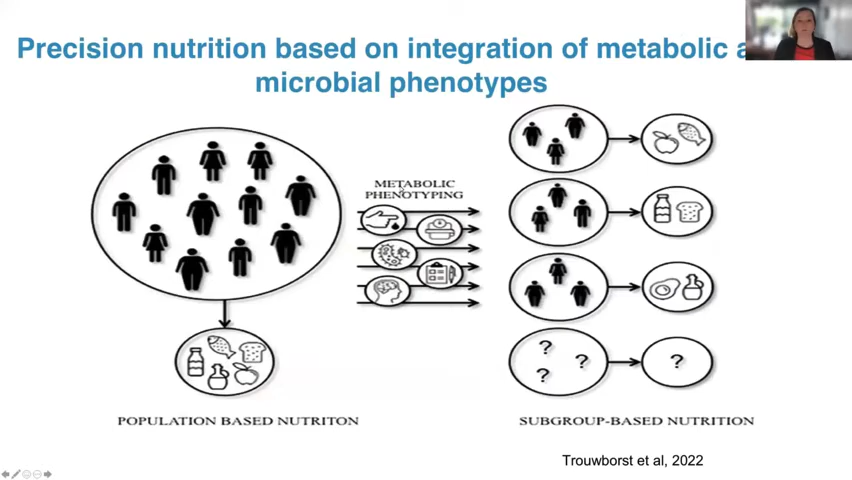 Precision nutrition based on integration of metabolic a
microbial phenotypes
METABOLIC
PHENOTYPING
?
?
?
?
POPULATION BASED NUTRITON
SUBGROUP-BASED NUTRITION
Trouwborst et al, 2022